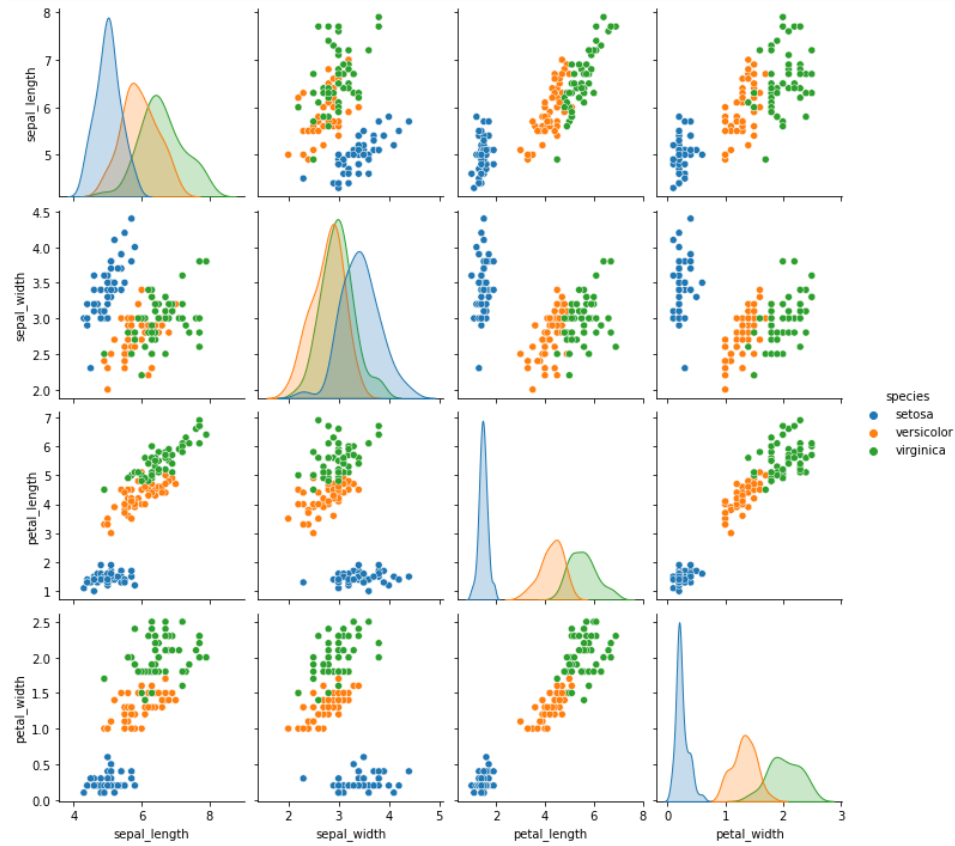 8
7
6
5
sepal_length
4.5
4.0
3.5
3.0
2.5
2.0
sepal_width
species
setosa
versicolor
virginica
7
6
5
4
3
2
1
petal_length
2.5
2.0
1.5
1.0
0.5
0.0
petal_width
4 6 8
2 3 4 5
0 2 4 6 8
0 1 2 3
sepal_length sepal_width petal_length petal_width